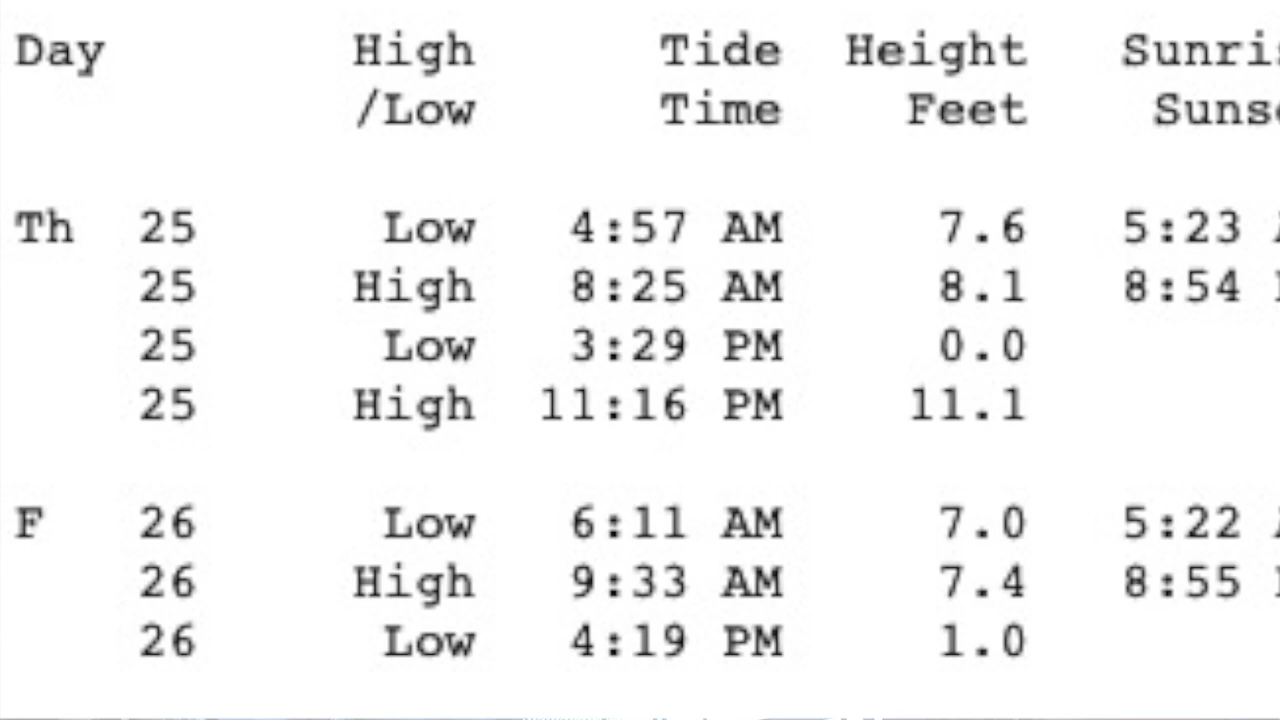 Day High Tide Height Sunri
/Low Time Feet Suns
Th 25 Low 4:57 AM 7.6 5:23
25 High 8:25 AM 8.1 8:54
25 Low 3:29 PM 0.0
25 High 11:16 PM 11.1
F 26 Low 6:11 AM 7.0 5:22
26 High 9:33 AM 7.4 8:55
26 Low 4:19 PM 1.0